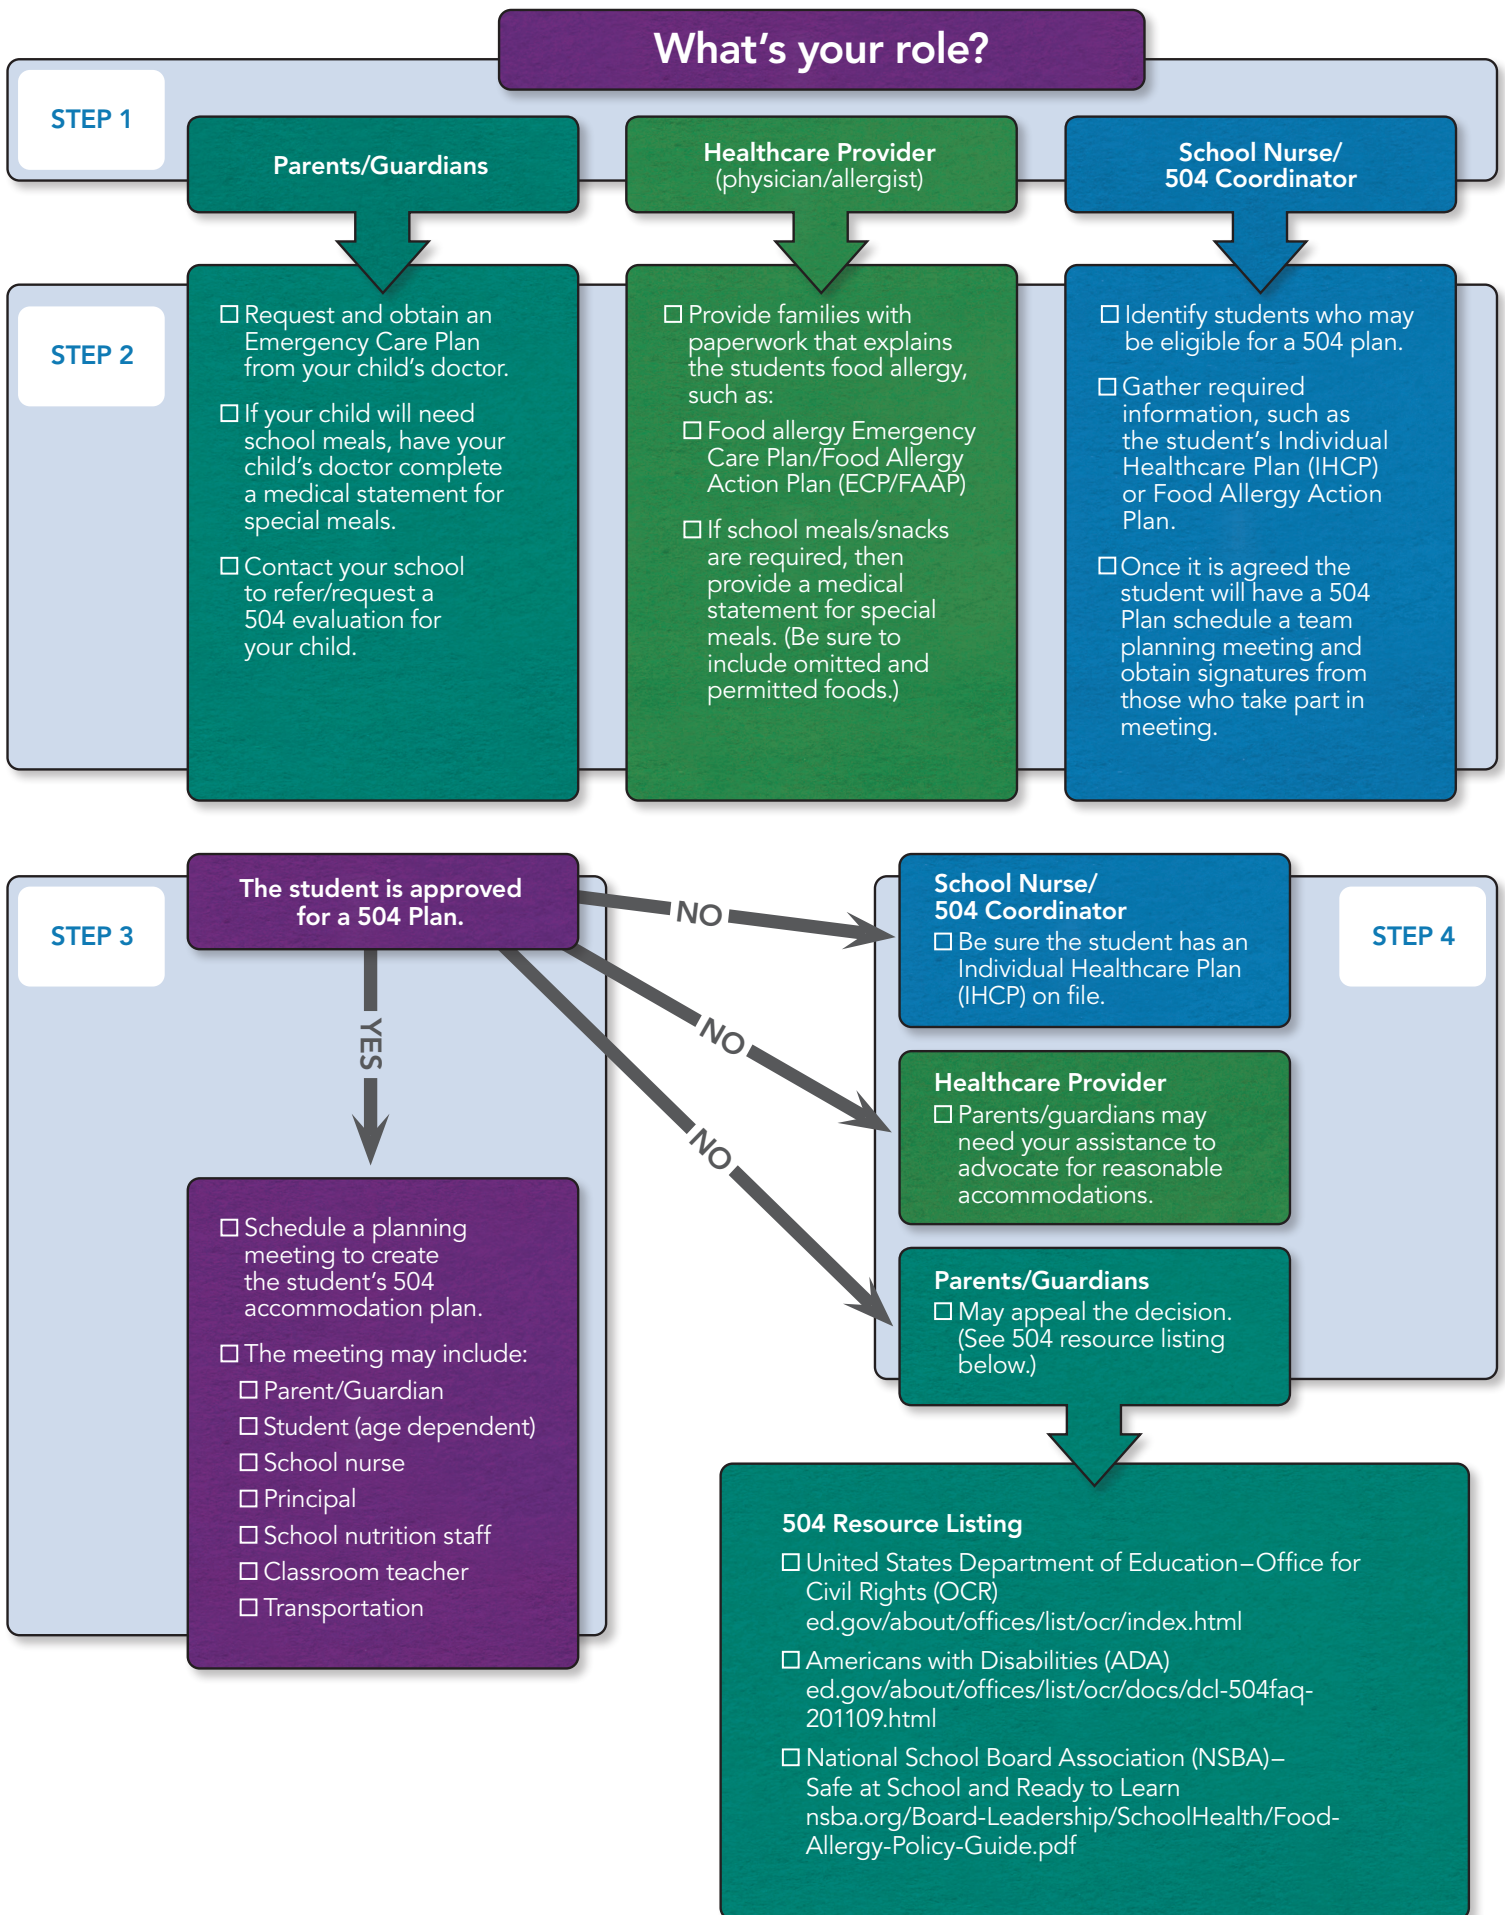 What's your role?
STEP 1
Parents/Guardians
Healthcare Provider
(physician/allergist)
School Nurse/
504 Coordinator
STEP 2
☐ Request and obtain an
Emergency Care Plan
from your child's doctor.
☐ If your child will need
school meals, have your
child's doctor complete
a medical statement for
special meals.
☐ Contact your school
to refer/request a
504 evaluation for
your child.
☐ Provide families with
paperwork that explains
the students food allergy,
such as:
☐ Food allergy Emergency
Care Plan/Food Allergy
Action Plan (ECP/FAAP)
☐ If school meals/snacks
are required, then
provide a medical
statement for special
meals. (Be sure to
include omitted and
permitted foods.)
☐ Identify students who may
be eligible for a 504 plan.
☐ Gather required
information, such as
the student's Individual
Healthcare Plan (IHCP)
or Food Allergy Action
Plan.
☐ Once it is agreed the
student will have a 504
Plan schedule a team
planning meeting and
obtain signatures from
those who take part in
meeting.
STEP 3
The student is approved
for a 504 Plan.
YES
☐ Schedule a planning
meeting to create
the student's 504
accommodation plan.
☐ The meeting may include:
☐ Parent/Guardian
☐ Student (age dependent)
☐ School nurse
☐ Principal
☐ School nutrition staff
☐ Classroom teacher
☐ Transportation
NO
NO
NO
STEP 4
School Nurse/
504 Coordinator
☐ Be sure the student has an
Individual Healthcare Plan
(IHCP) on file.
Healthcare Provider
☐ Parents/guardians may
need your assistance to
advocate for reasonable
accommodations.
Parents/Guardians
☐ May appeal the decision.
(See 504 resource listing
below.)
504 Resource Listing
☐ United States Department of Education–Office for
Civil Rights (OCR)
ed.gov/about/offices/list/ocr/index.html
☐ Americans with Disabilities (ADA)
ed.gov/about/offices/list/ocr/docs/dcl-504faq-
201109.html
☐ National School Board Association (NSBA)–
Safe at School and Ready to Learn
nsba.org/Board-Leadership/SchoolHealth/Food-
Allergy-Policy-Guide.pdf